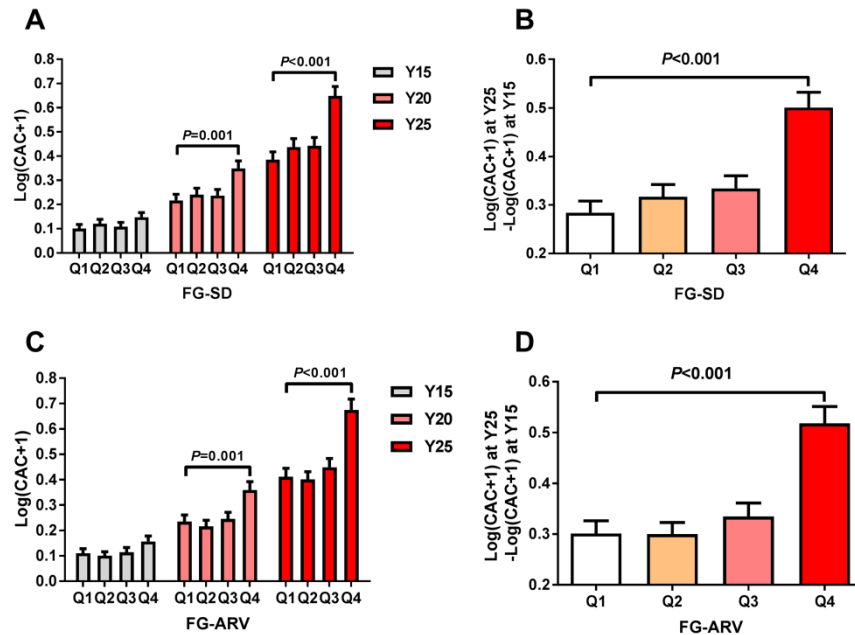 A
Log(CAC+1)
0.8
0.7
0.6
0.5
0.4
0.3
0.2
0.1
0.0
P=0.001
P<0.001
Y15
Y20
Y25
Q1 Q2 Q3 Q4 Q1 Q2 Q3 Q4 Q1 Q2 Q3 Q4
FG-SD
B
Log(CAC+1) at Y25
-Log(CAC+1) at Y15
0.6
0.5
0.4
0.3
0.2
P<0.001
Q1 Q2 Q3 Q4
FG-SD
C
Log(CAC+1)
0.8
0.7
0.6
0.5
0.4
0.3
0.2
0.1
0.0
P=0.001
P<0.001
Y15
Y20
Y25
Q1 Q2 Q3 Q4 Q1 Q2 Q3 Q4 Q1 Q2 Q3 Q4
FG-ARV
D
Log(CAC+1) at Y25
-Log(CAC+1) at Y15
0.6
0.5
0.4
0.3
0.2
P<0.001
Q1 Q2 Q3 Q4
FG-ARV